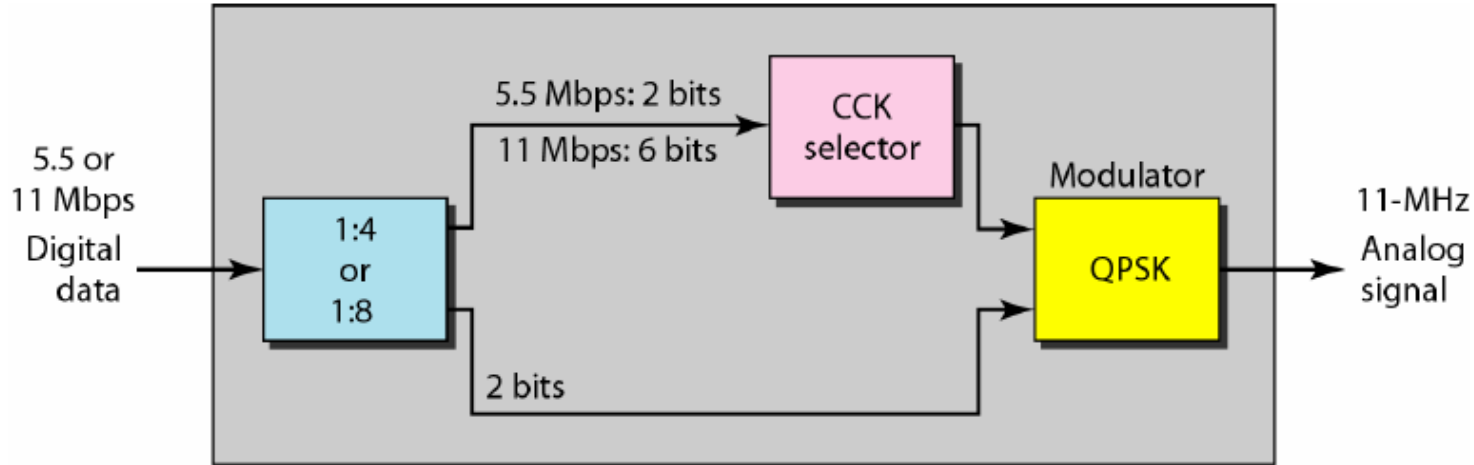 5.5 or
11 Mbps
Digital
data
1:4
or
1:8
5.5 Mbps: 2 bits
11 Mbps: 6 bits
2 bits
CCK
selector
Modulator
QPSK
11-MHz
Analog
signal